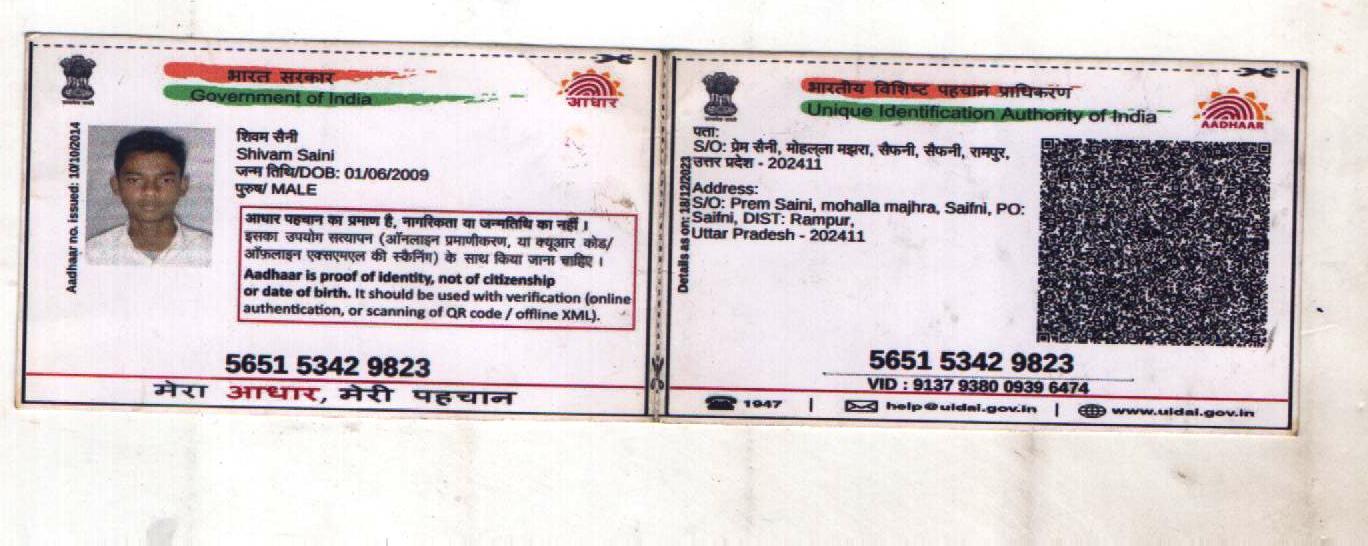 भारत सरकार
Government of India
आधार
Aadhaar no. issued: 10/10/2014
शिवम सैनी
Shivam Saini
जन्म तिथि/DOB: 01/06/2009
पुरुष/ MALE
आधार पहचान का प्रमाण है, नागरिकता या जन्मतिथि का नहीं ।
इसका उपयोग सत्यापन (ऑनलाइन प्रमाणीकरण, या क्यूआर कोड/
ऑफ़लाइन एक्सएमएल की स्कैनिंग) के साथ किया जाना चाहिए ।
Aadhaar is proof of identity, not of citizenship
or date of birth. It should be used with verification (online
authentication, or scanning of QR code / offline XML).
5651 5342 9823
मेरा आधार, मेरी पहचान
भारतीय विशिष्ट पहचान प्राधिकरण
Unique Identification Authority of India
AADHAAR
Details as on: 18/12/2023
पता:
S/O: प्रेम सैनी, मोहल्ला मझरा, सैफनी, सैफनी, रामपुर,
उत्तर प्रदेश - 202411
Address:
S/O: Prem Saini, mohalla majhra, Saifni, PO:
Saifni, DIST: Rampur,
Uttar Pradesh - 202411
5651 5342 9823
VID : 9137 9380 0939 6474
1947 | help@uidai.gov.in | www.uidai.gov.in